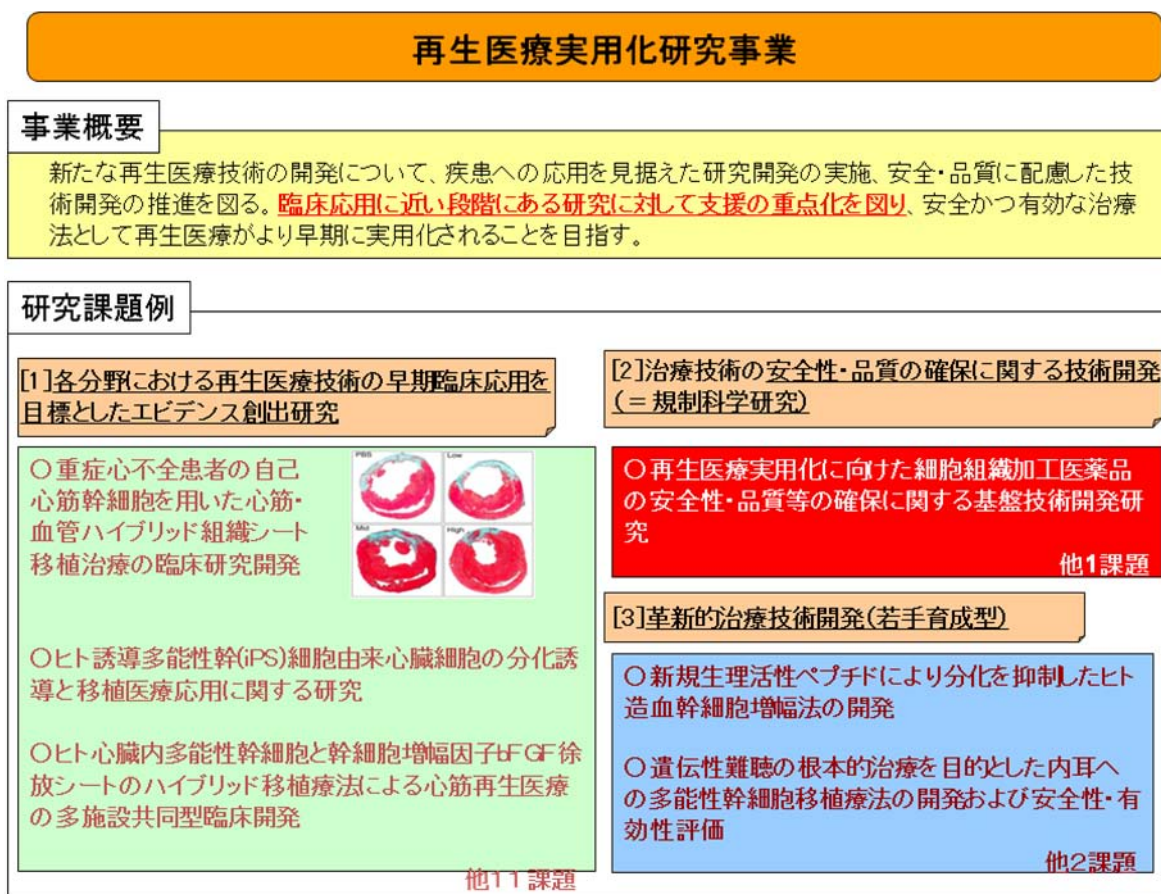 再生医療実用化研究事業
事業概要
新たな再生医療技術の開発について、疾患への応用を見据えた研究開発の実施、安全・品質に配慮した技
術開発の推進を図る。臨床応用に近い段階にある研究に対して支援の重点化を図り、安全かつ有効な治療
法として再生医療がより早期に実用化されることを目指す。
研究課題例
[1]各分野における再生医療技術の早期臨床応用を
目標としたエビデンス創出研究
○重症心不全患者の自己
心筋幹細胞を用いた心筋・
血管ハイブリッド組織シート
移植治療の臨床研究開発
PBS
Low
Mid
High
○ヒト誘導多能性幹(iPS)細胞由来心臓細胞の分化誘
導と移植医療応用に関する研究
○ヒト心臓内多能性幹細胞と幹細胞増幅因子bFGF徐
放シートのハイブリッド移植療法による心筋再生医療
の多施設共同型臨床開発
他11課題
[2]治療技術の安全性・品質の確保に関する技術開発
(=規制科学研究)
○再生医療実用化に向けた細胞組織加工医薬品
の安全性・品質等の確保に関する基盤技術開発研
究
他1課題
[3]革新的治療技術開発(若手育成型)
○新規生理活性ペプチドにより分化を抑制したヒト
造血幹細胞増幅法の開発
○遺伝性難聴の根本的治療を目的とした内耳へ
の多能性幹細胞移植療法の開発および安全性・有
効性評価
他2課題